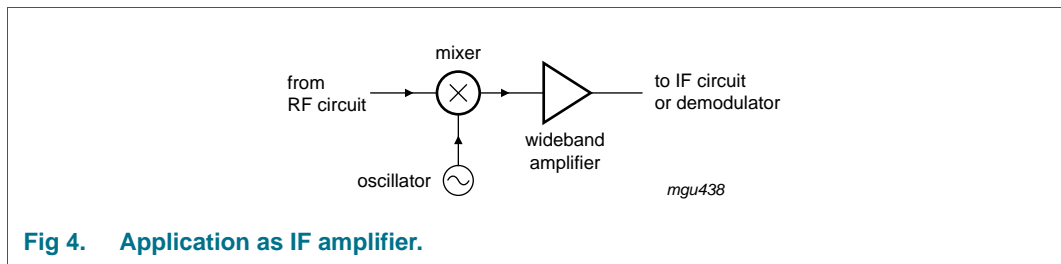 mixer
from
RF circuit
to IF circuit
or demodulator
wideband
amplifier
oscillator
mgu438
Fig 4. Application as IF amplifier.